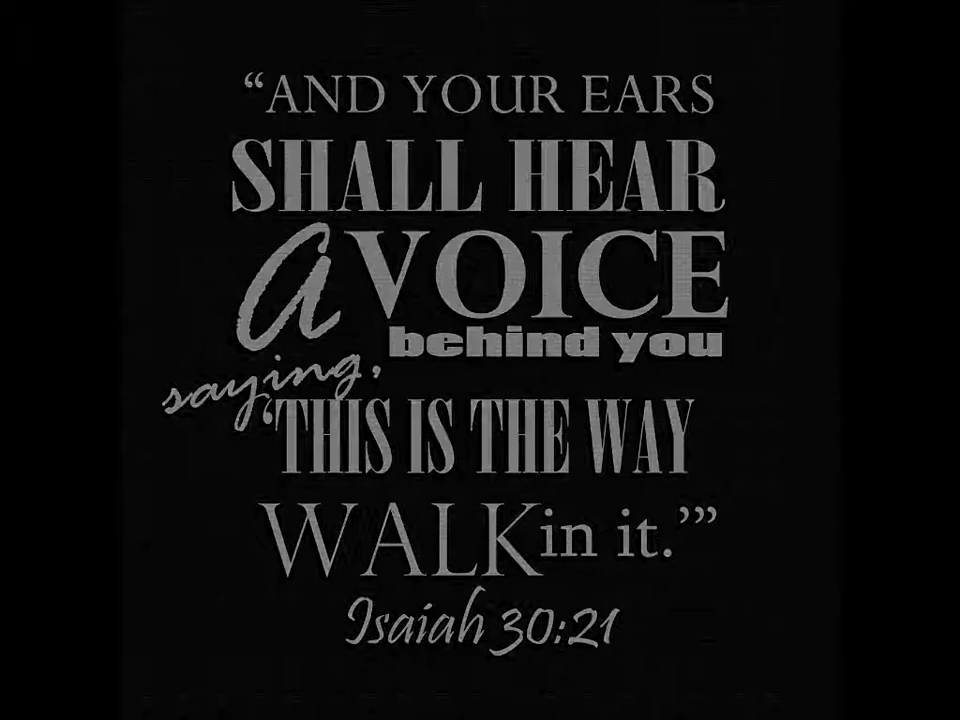 “AND YOUR EARS
SHALL HEAR
a VOICE
behind you
saying,
‘THIS IS THE WAY
WALK in it.’”
Isaiah 30:21